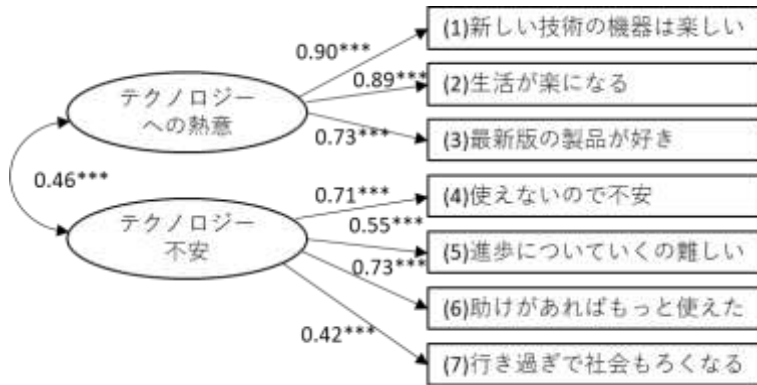 (1)新しい技術の機器は楽しい
0.90***
0.89***
(2)生活が楽になる
テクノロジー
への熱意
0.73***
(3)最新版の製品が好き
0.46***
0.71***
(4)使えないので不安
テクノロジー
不安
0.55***
(5)進歩についていくの難しい
0.73***
(6)助けがあればもっと使えた
0.42***
(7)行き過ぎで社会もろくなる